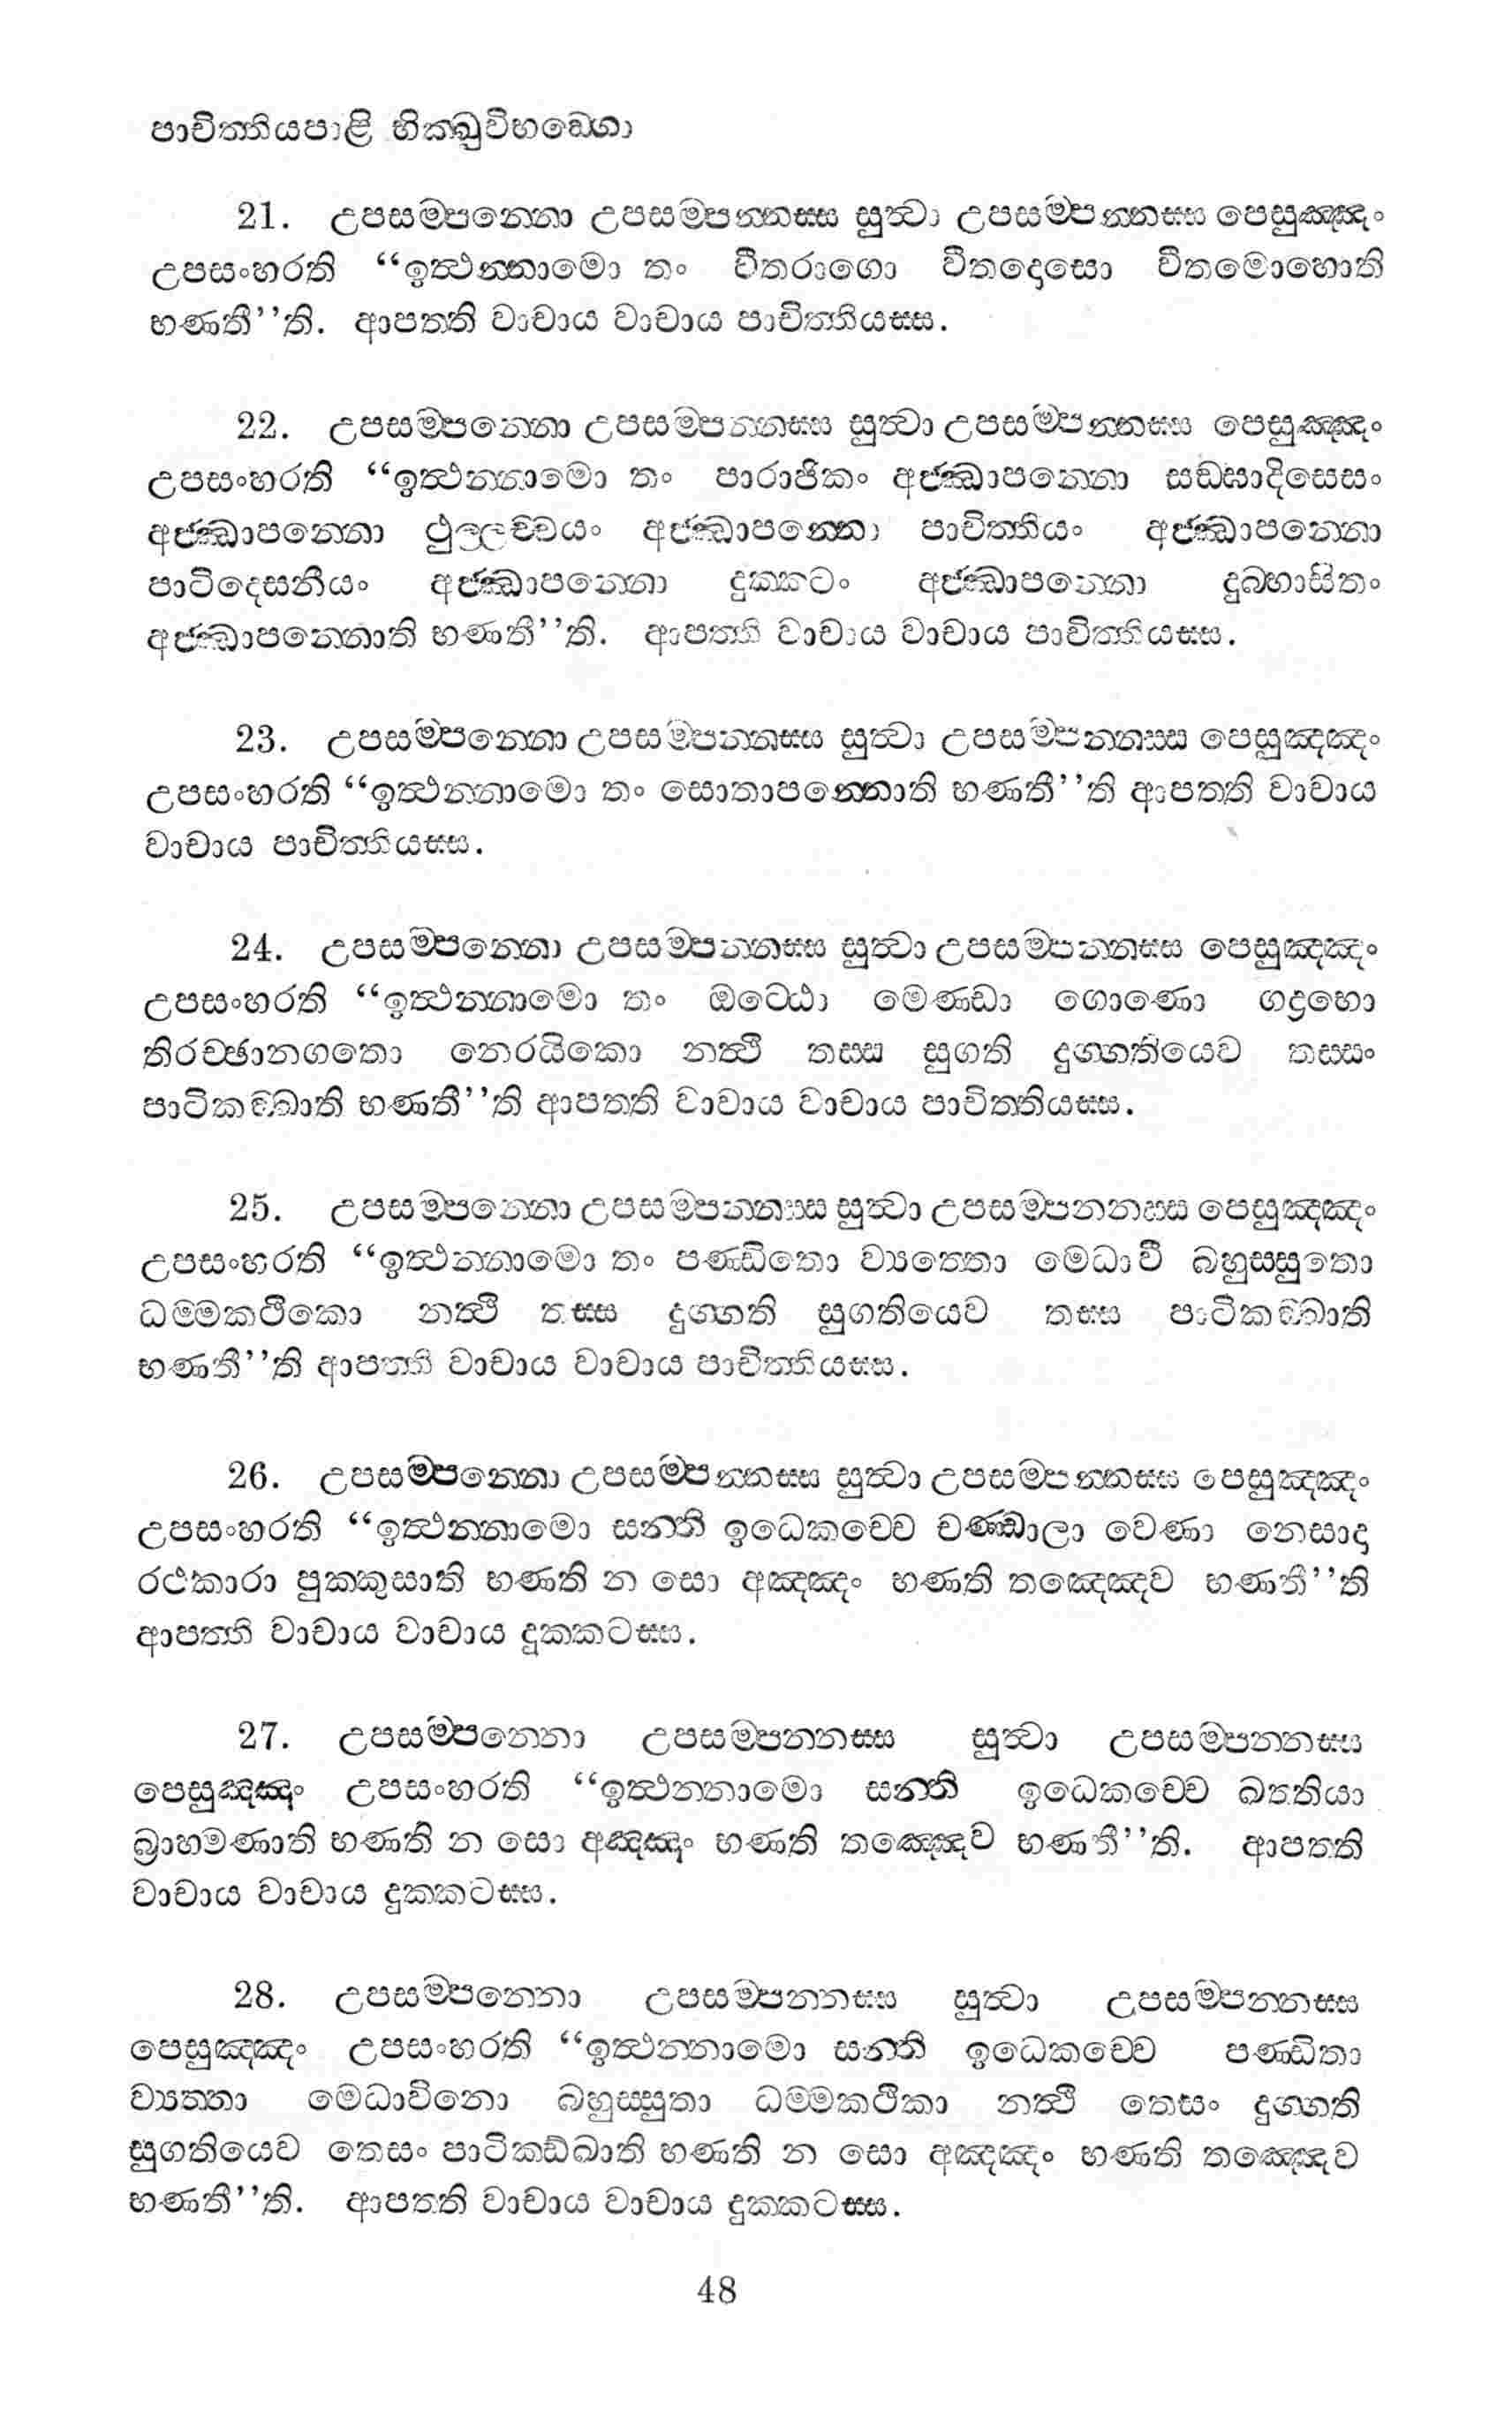 පාචිත්තියපාළි භික්ඛුවිභඞ්ගො
21. උපසම්පන්නො උපසම්පන්නස්ස සුත්වා උපසම්පන්නස්ස පෙසුඤ්ඤං
උපසංහරති “ඉත්ථන්නාමො තං වීතරාගො වීතදොසො වීතමොහොති
භණතී’’ති. ආපත්ති වාචාය වාචාය පාචිත්තියස්ස.
22. උපසම්පන්නො උපසම්පන්නස්ස සුත්වා උපසම්පන්නස්ස පෙසුඤ්ඤං
උපසංහරති “ඉත්ථන්නාමො තං පාරාජිකං අජ්ඣාපන්නො සඞ්ඝාදිසෙසං
අජ්ඣාපන්නො ථුල්ලච්චයං අජ්ඣාපන්නො පාචිත්තියං අජ්ඣාපන්නො
පාටිදෙසනීයං අජ්ඣාපන්නො දුක්කටං අජ්ඣාපන්නො දුබ්භාසිතං
අජ්ඣාපන්නොති භණතී’’ති. ආපත්ති වාචාය වාචාය පාචිත්තියස්ස.
23. උපසම්පන්නො උපසම්පන්නස්ස සුත්වා උපසම්පන්නස්ස පෙසුඤ්ඤං
උපසංහරති “ඉත්ථන්නාමො තං සොතාපන්නොති භණතී’’ති ආපත්ති වාචාය
වාචාය පාචිත්තියස්ස.
24. උපසම්පන්නො උපසම්පන්නස්ස සුත්වා උපසම්පන්නස්ස පෙසුඤ්ඤං
උපසංහරති “ඉත්ථන්නාමො තං ඔට්ඨො මෙණ්ඩා ගොණො ගද්‍රභො
තිරච්ඡානගතො නෙරයිකො නත්ථි තස්ස සුගති දුග්ගතියෙව තස්සං
පාටිකඞ්ඛාති භණතී’’ති ආපත්ති වාවාය වාචාය පාචිත්තියස්ස.
25. උපසම්පන්නො උපසම්පන්නස්ස සුත්වා උපසම්පන්නස්ස පෙසුඤ්ඤං
උපසංහරති “ඉත්ථන්නාමො තං පණ්ඩිතො ව්‍යත්තො මෙධාවී බහුස්සුතො
ධම්මකථිකො නත්ථි තස්ස දුග්ගති සුගතියෙව තස්ස පාටිකඞ්ඛාති
භණතී’’ති ආපත්ති වාචාය වාචාය පාචිත්තියස්ස.
26. උපසම්පන්නො උපසම්පන්නස්ස සුත්වා උපසම්පන්නස්ස පෙසුඤ්ඤං
උපසංහරති “ඉත්ථන්නාමො සන්ති ඉධෙකච්චෙ චණ්ඩාලා වෙණා නෙසාදා
රථකාරා පුක්කුසාති භණති න සො අඤ්ඤං භණති තඤ්ඤෙව භණතී’’ති
ආපත්ති වාචාය වාචාය දුක්කටස්ස.
27. උපසම්පන්නො උපසම්පන්නස්ස සුත්වා උපසම්පන්නස්ස
පෙසුඤ්ඤං උපසංහරති “ඉත්ථන්නාමො සන්ති ඉධෙකච්චෙ ඛත්තියා
බ්‍රාහ්මණාති භණති න සො අඤ්ඤං භණති තඤ්ඤෙව භණතී’’ති. ආපත්ති
වාචාය වාචාය දුක්කටස්ස.
28. උපසම්පන්නො උපසම්පන්නස්ස සුත්වා උපසම්පන්නස්ස
පෙසුඤ්ඤං උපසංහරති “ඉත්ථන්නාමො සන්ති ඉධෙකච්චෙ පණ්ඩිතා
ව්‍යත්තා මෙධාවිනො බහුස්සුතා ධම්මකථිකා නත්ථි තෙසං දුග්ගති
සුගතියෙව තෙසං පාටිකඞ්ඛාති භණති න සො අඤ්ඤං භණති තඤ්ඤෙව
භණතී’’ති. ආපත්ති වාචාය වාචාය දුක්කටස්ස.
48